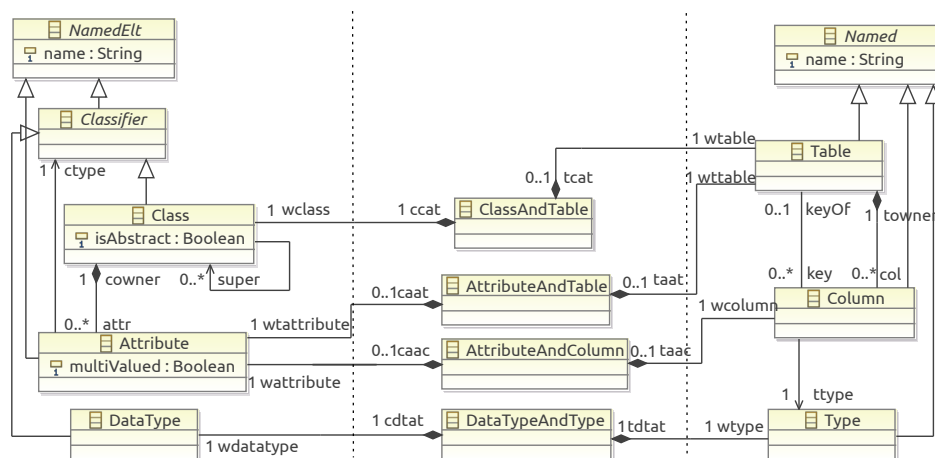 NamedElt
name : String
Named
name : String
Classifier
1 ctype
1 wtable
Table
0..1 tcat
1 wttable
Class
isAbstract : Boolean
1 wclass
1 ccat
ClassAndTable
0..1 keyOf
1 towner
1 cowner
0..* super
0..* key
0..* col
AttributeAndTable
0..1 taat
0..1caat
1 wcolumn
Column
0..* attr
1 wtattribute
Attribute
multiValued : Boolean
0..1caac
AttributeAndColumn
0..1 taac
1 wattribute
1 ttype
DataType
1 cdtat
DataTypeAndType
1tdtat
1 wtype
Type
1 wdatatype